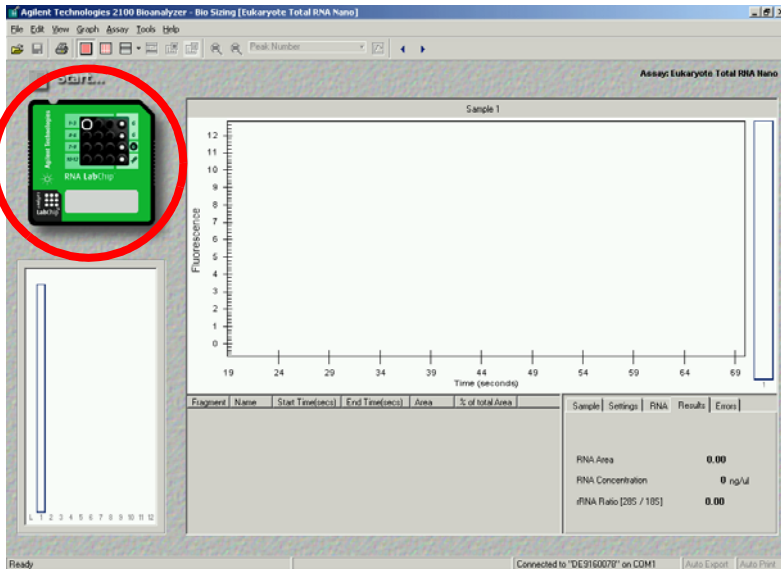 Agilent Technologies 2100 Bioanalyzer - Bio Sizing [Eukaryote Total RNA Nano]
File Edit View Graph Assay Tools Help
Peak Number
Start...
Assay: Eukaryote Total RNA Nano
Agilent Technologies
RNA LabChip
LabChip
Sample 1
Fluorescence
12
11
10
9
8
7
6
5
4
3
2
1
0
19 24 29 34 39 44 49 54 59 64 69
Time (seconds)
1
L 1 2 3 4 5 6 7 8 9 10 11 12
Fragment Name Start Time(secs) End Time(secs) Area % of total Area
Sample Settings RNA Results Errors
RNA Area 0.00
RNA Concentration 0 ng/ul
rRNA Ratio [28S / 18S] 0.00
Ready Connected to "DE9160078" on COM1 Auto Export Auto Print